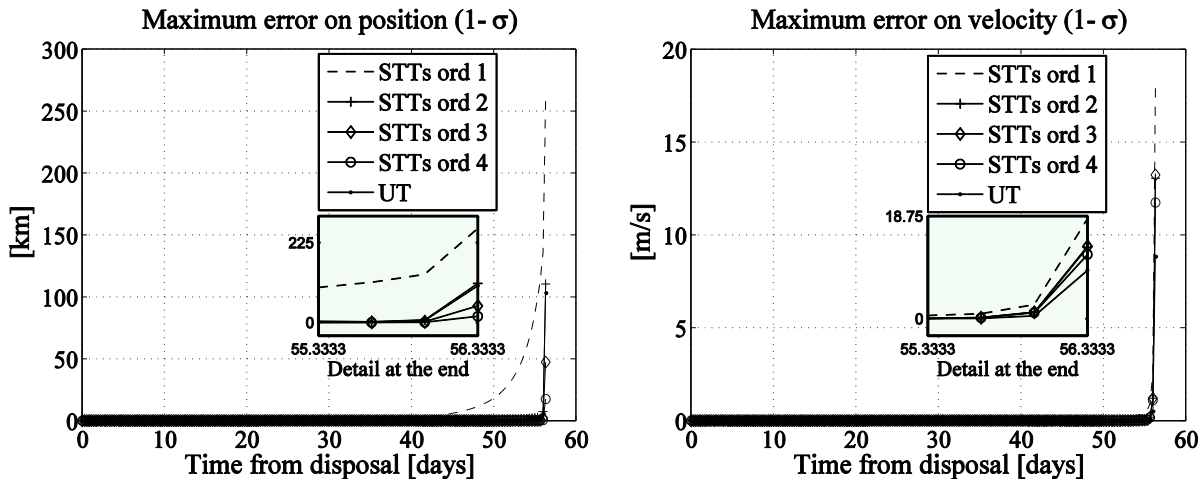 Maximum error on position (1- σ)
300
250
200
150
100
50
0
[km]
STTs ord 1
STTs ord 2
STTs ord 3
STTs ord 4
UT
225
0
55.3333
56.3333
Detail at the end
0
10
20
30
40
50
60
Time from disposal [days]
Maximum error on velocity (1- σ)
20
15
10
5
0
[m/s]
STTs ord 1
STTs ord 2
STTs ord 3
STTs ord 4
UT
18.75
0
55.3333
56.3333
Detail at the end
0
10
20
30
40
50
60
Time from disposal [days]